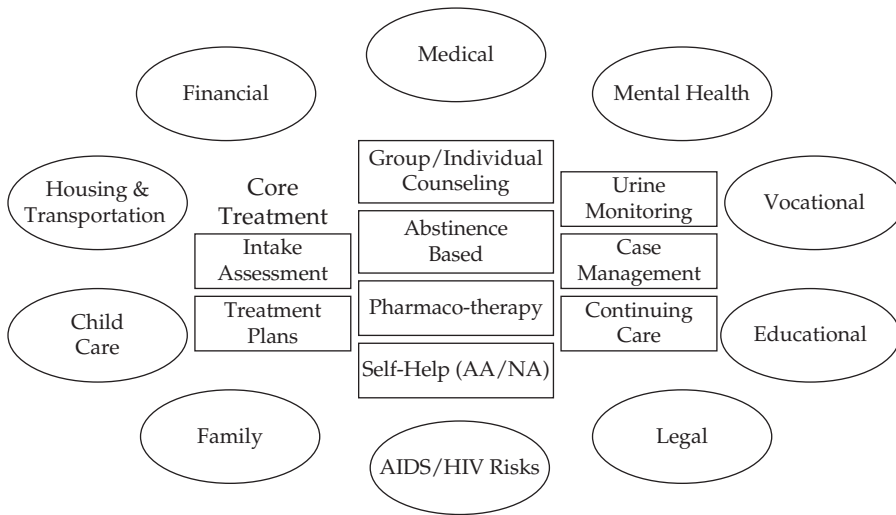 Medical
Financial
Mental Health
Housing &
Transportation
Core
Treatment
Group/Individual
Counseling
Urine
Monitoring
Vocational
Intake
Assessment
Abstinence
Based
Case
Management
Child
Care
Treatment
Plans
Pharmaco-therapy
Continuing
Care
Educational
Self-Help (AA/NA)
Family
AIDS/HIV Risks
Legal